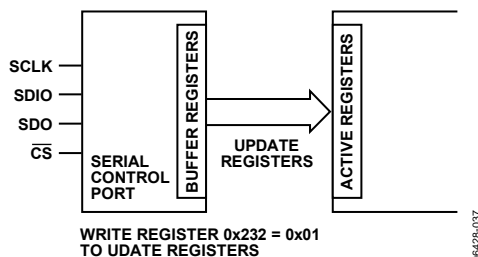 SCLK
SDIO
SDO
CS
SERIAL
CONTROL
PORT
BUFFER REGISTERS
UPDATE
REGISTERS
ACTIVE REGISTERS
WRITE REGISTER 0x232 = 0x01
TO UDATE REGISTERS
06428-037